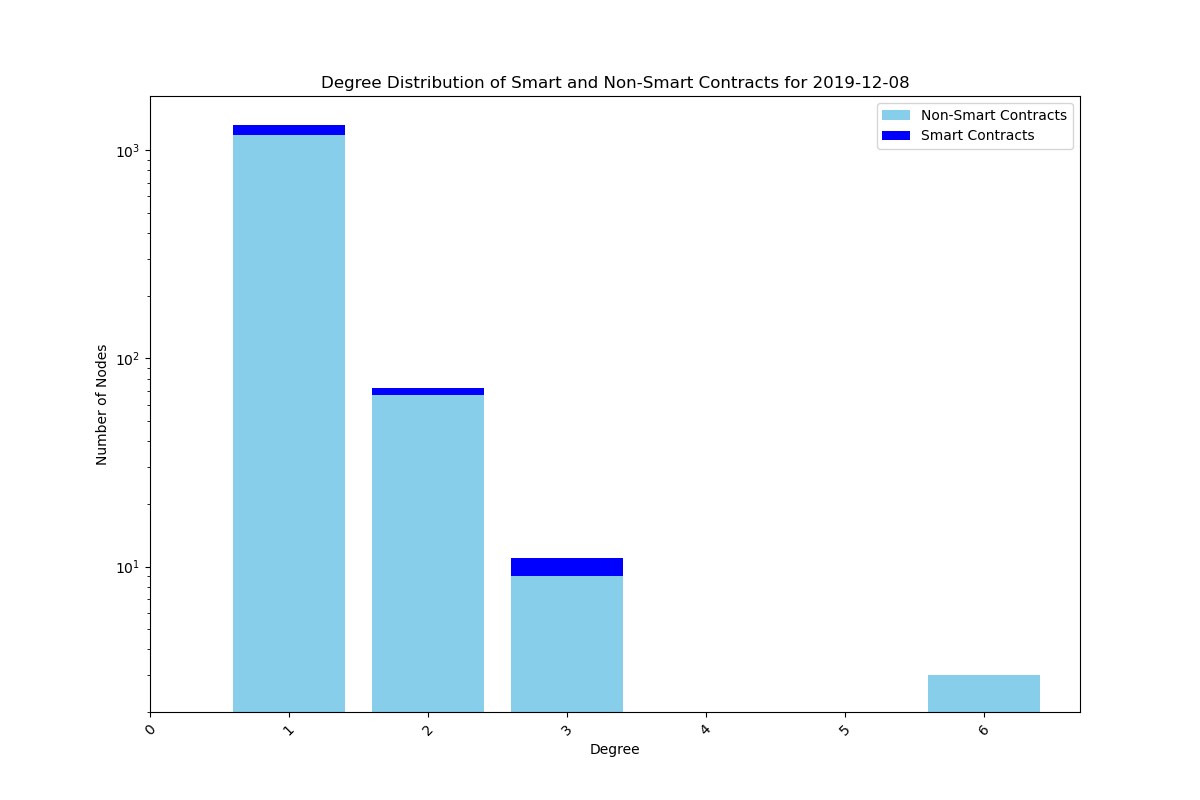 Degree Distribution of Smart and Non-Smart Contracts for 2019-12-08
Non-Smart Contracts
Smart Contracts
10³
10²
10¹
Number of Nodes
0 1 2 3 4 5 6
Degree